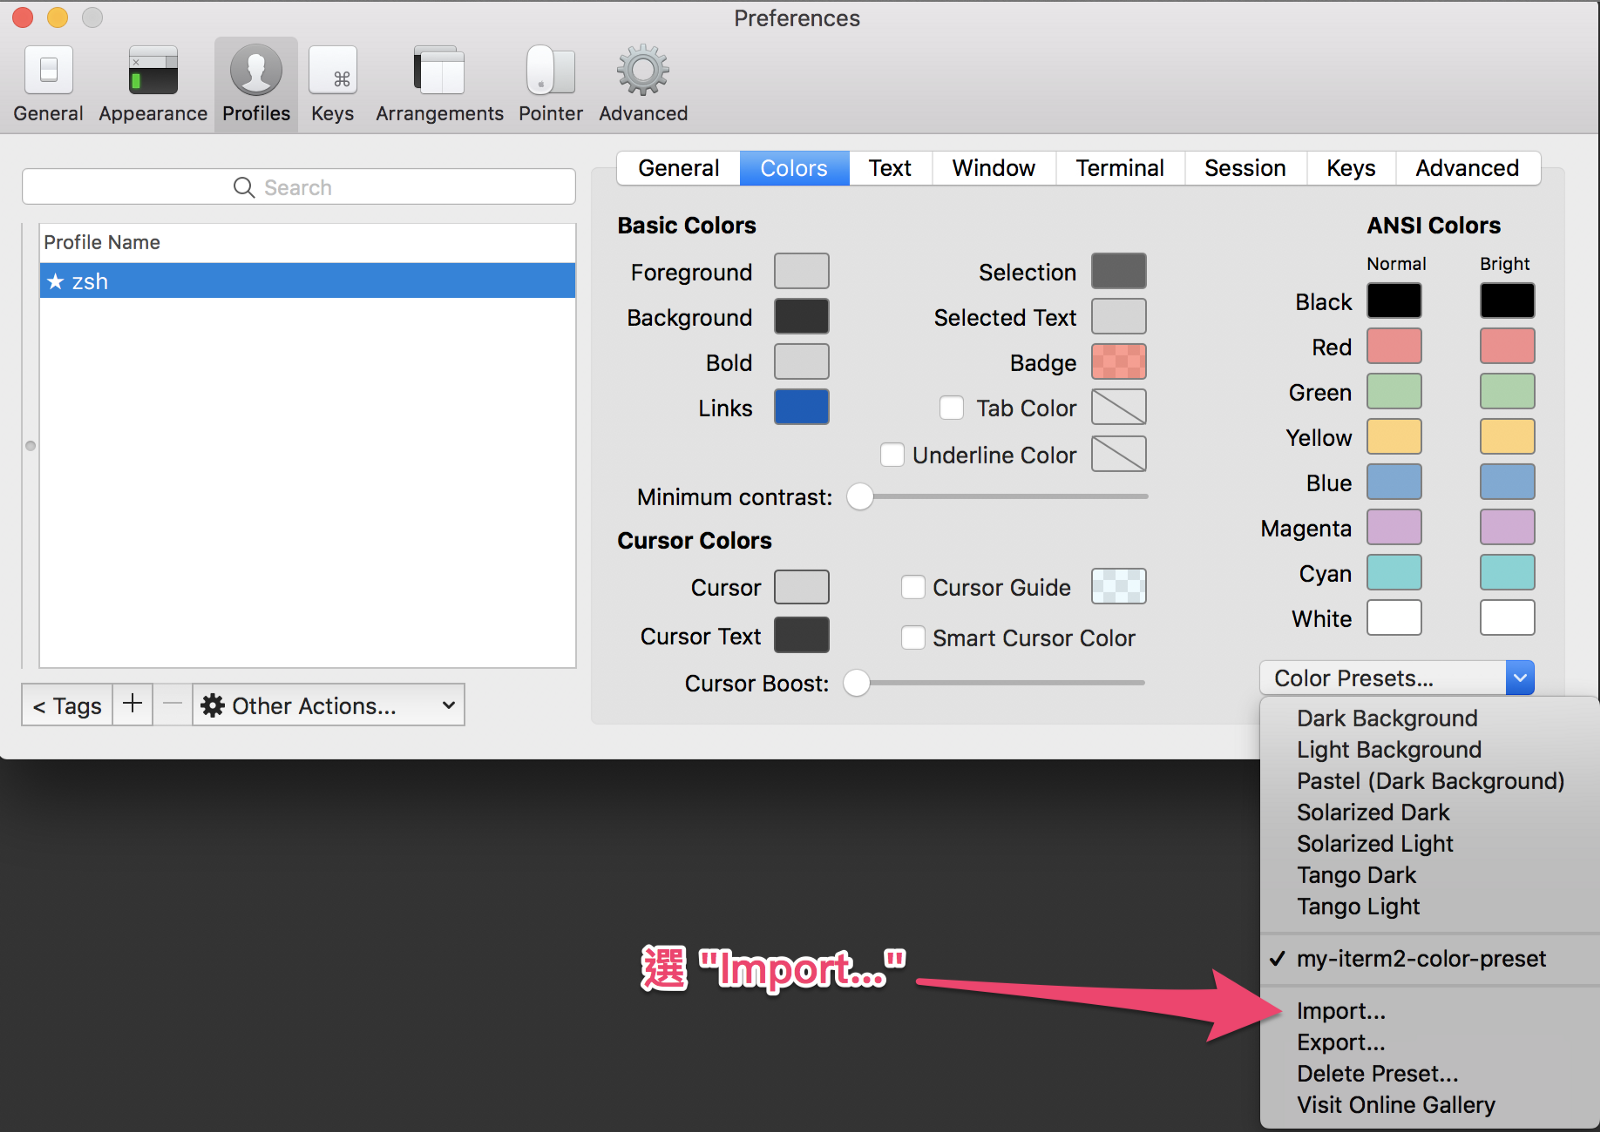 Preferences
General
Appearance
Profiles
Keys
Arrangements
Pointer
Advanced
Search
Profile Name
★ zsh
< Tags
+
−
Other Actions...
General
Colors
Text
Window
Terminal
Session
Keys
Advanced
Basic Colors
Foreground
Background
Bold
Links
Selection
Selected Text
Badge
Tab Color
Underline Color
Minimum contrast:
Cursor Colors
Cursor
Cursor Text
Cursor Boost:
Cursor Guide
Smart Cursor Color
ANSI Colors
Normal Bright
Black
Red
Green
Yellow
Blue
Magenta
Cyan
White
Color Presets...
Dark Background
Light Background
Pastel (Dark Background)
Solarized Dark
Solarized Light
Tango Dark
Tango Light
✓ my-iterm2-color-preset
Import...
Export...
Delete Preset...
Visit Online Gallery
選 "Import..."